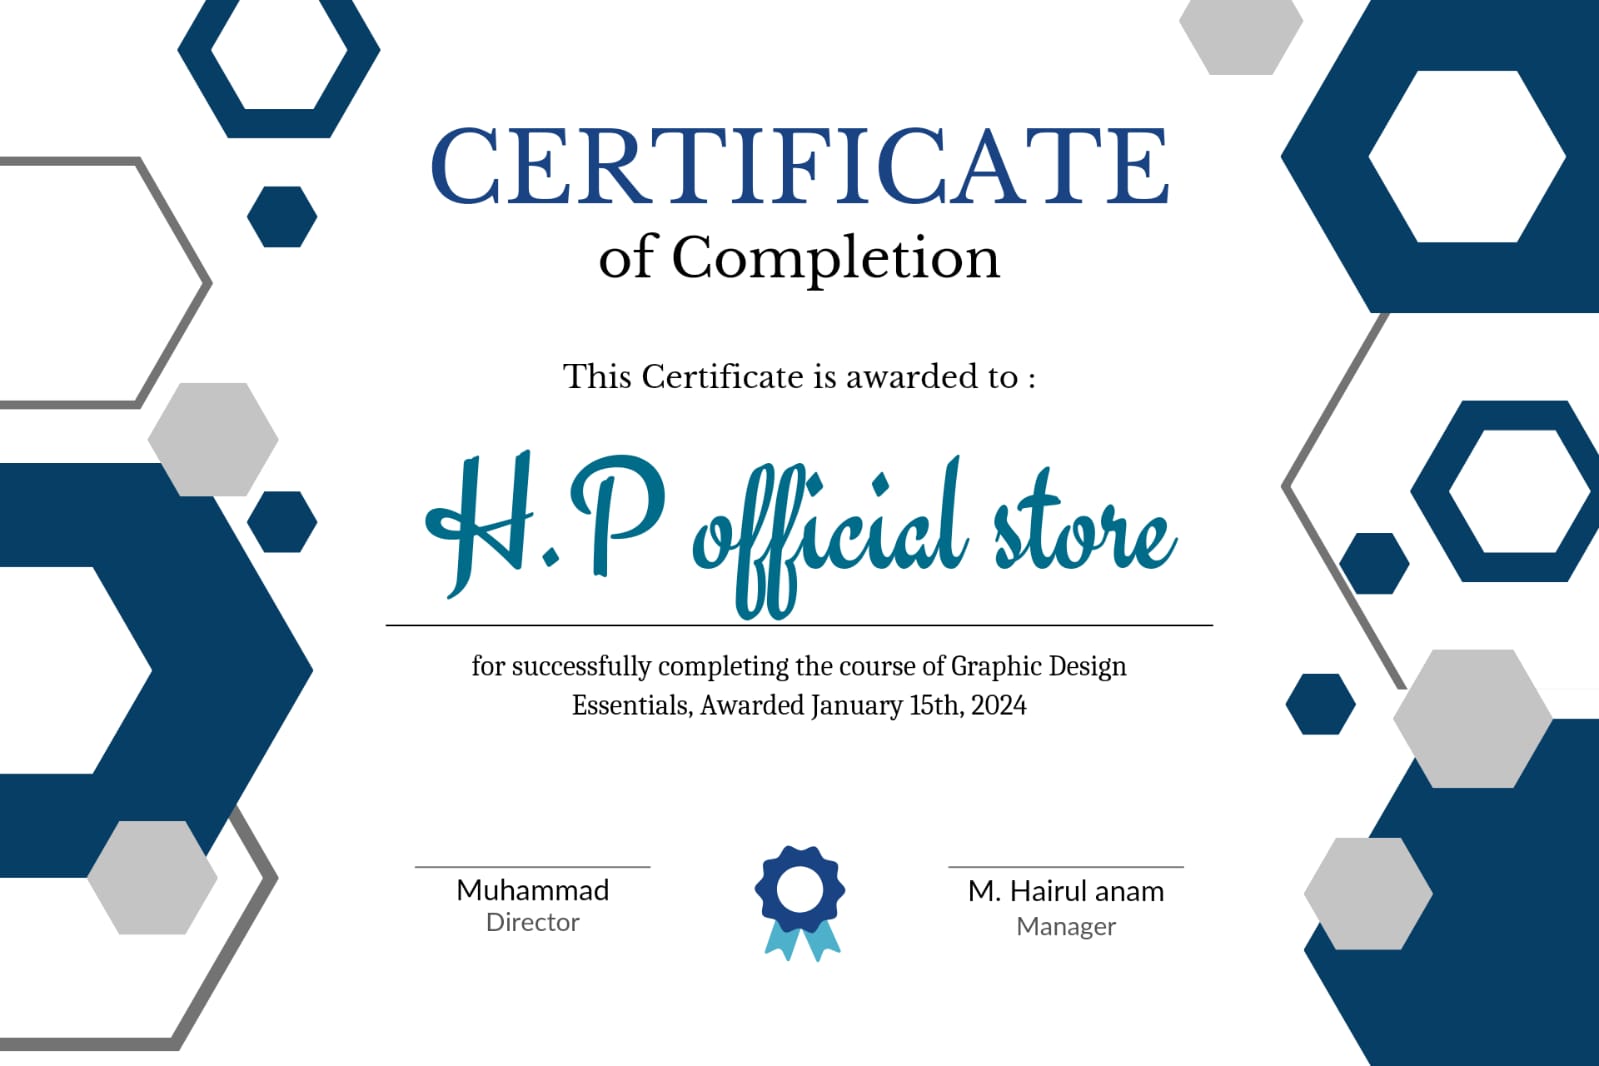 CERTIFICATE
of Completion
This Certificate is awarded to :
H.P official store
for successfully completing the course of Graphic Design
Essentials, Awarded January 15th, 2024
Muhammad
Director
M. Hairul anam
Manager